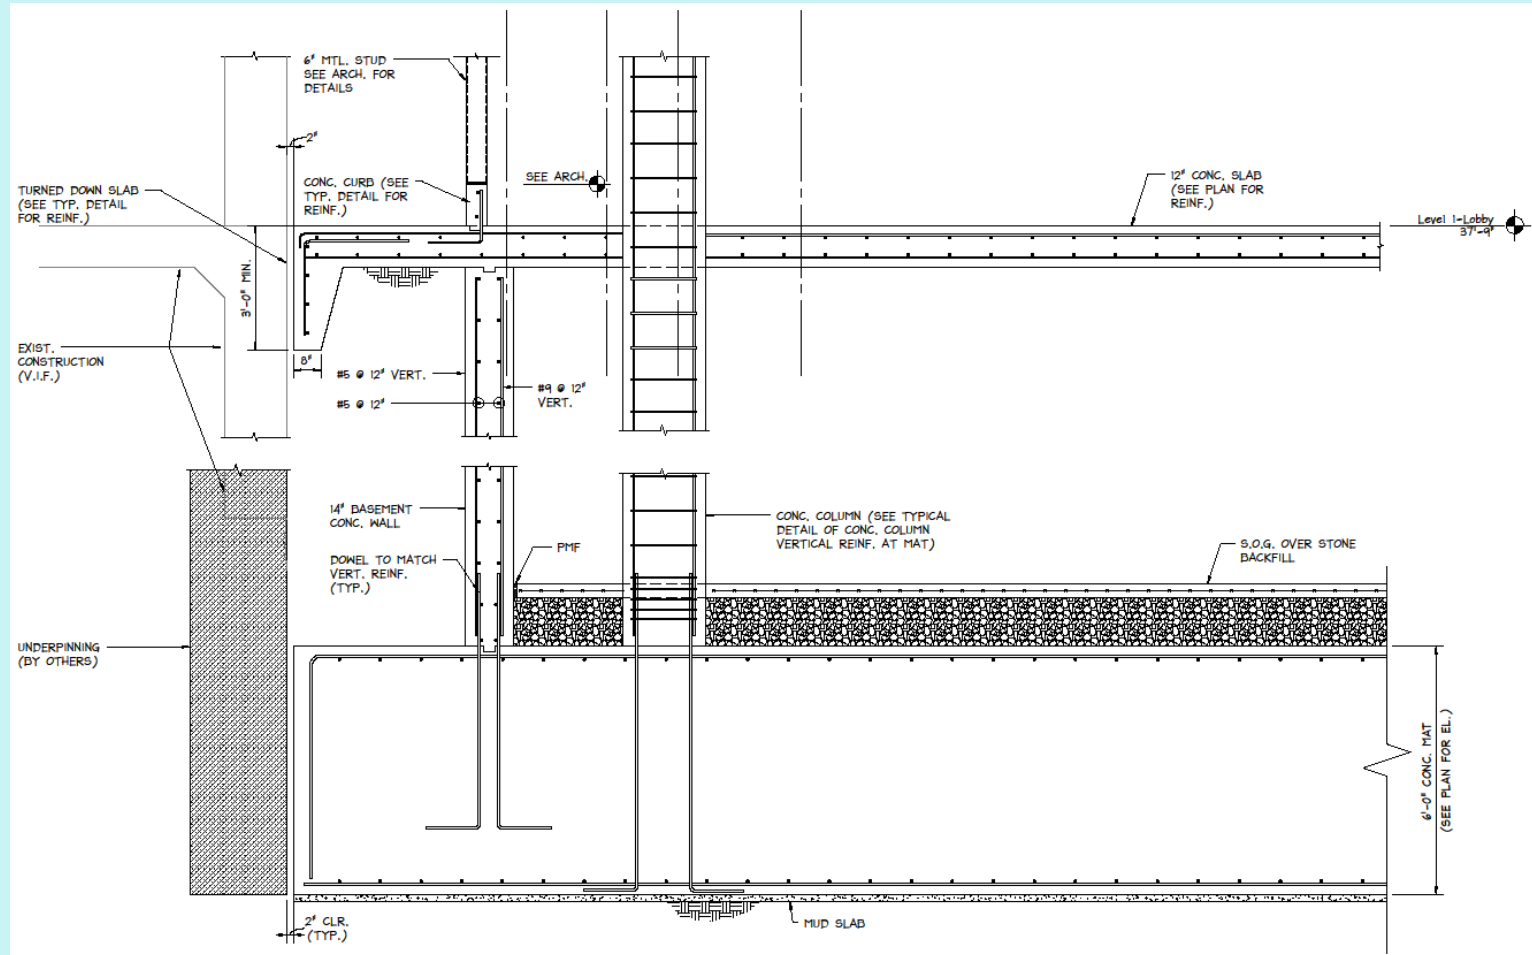 6" MTL. STUD
SEE ARCH. FOR
DETAILS
2"
TURNED DOWN SLAB
(SEE TYP. DETAIL
FOR REINF.)
CONC. CURB (SEE
TYP. DETAIL FOR
REINF.)
SEE ARCH.
12" CONC. SLAB
(SEE PLAN FOR
REINF.)
Level 1-Lobby
37'-9"
3'-0" MIN.
8"
EXIST.
CONSTRUCTION
(V.I.F.)
#5 @ 12" VERT.
#5 @ 12"
#9 @ 12"
VERT.
14" BASEMENT
CONC. WALL
DOWEL TO MATCH
VERT. REINF.
(TYP.)
PMF
CONC. COLUMN (SEE TYPICAL
DETAIL OF CONC. COLUMN
VERTICAL REINF. AT MAT)
S.O.G. OVER STONE
BACKFILL
UNDERPINNING
(BY OTHERS)
6'-0" CONC. MAT
(SEE PLAN FOR EL.)
2" CLR.
(TYP.)
MUD SLAB